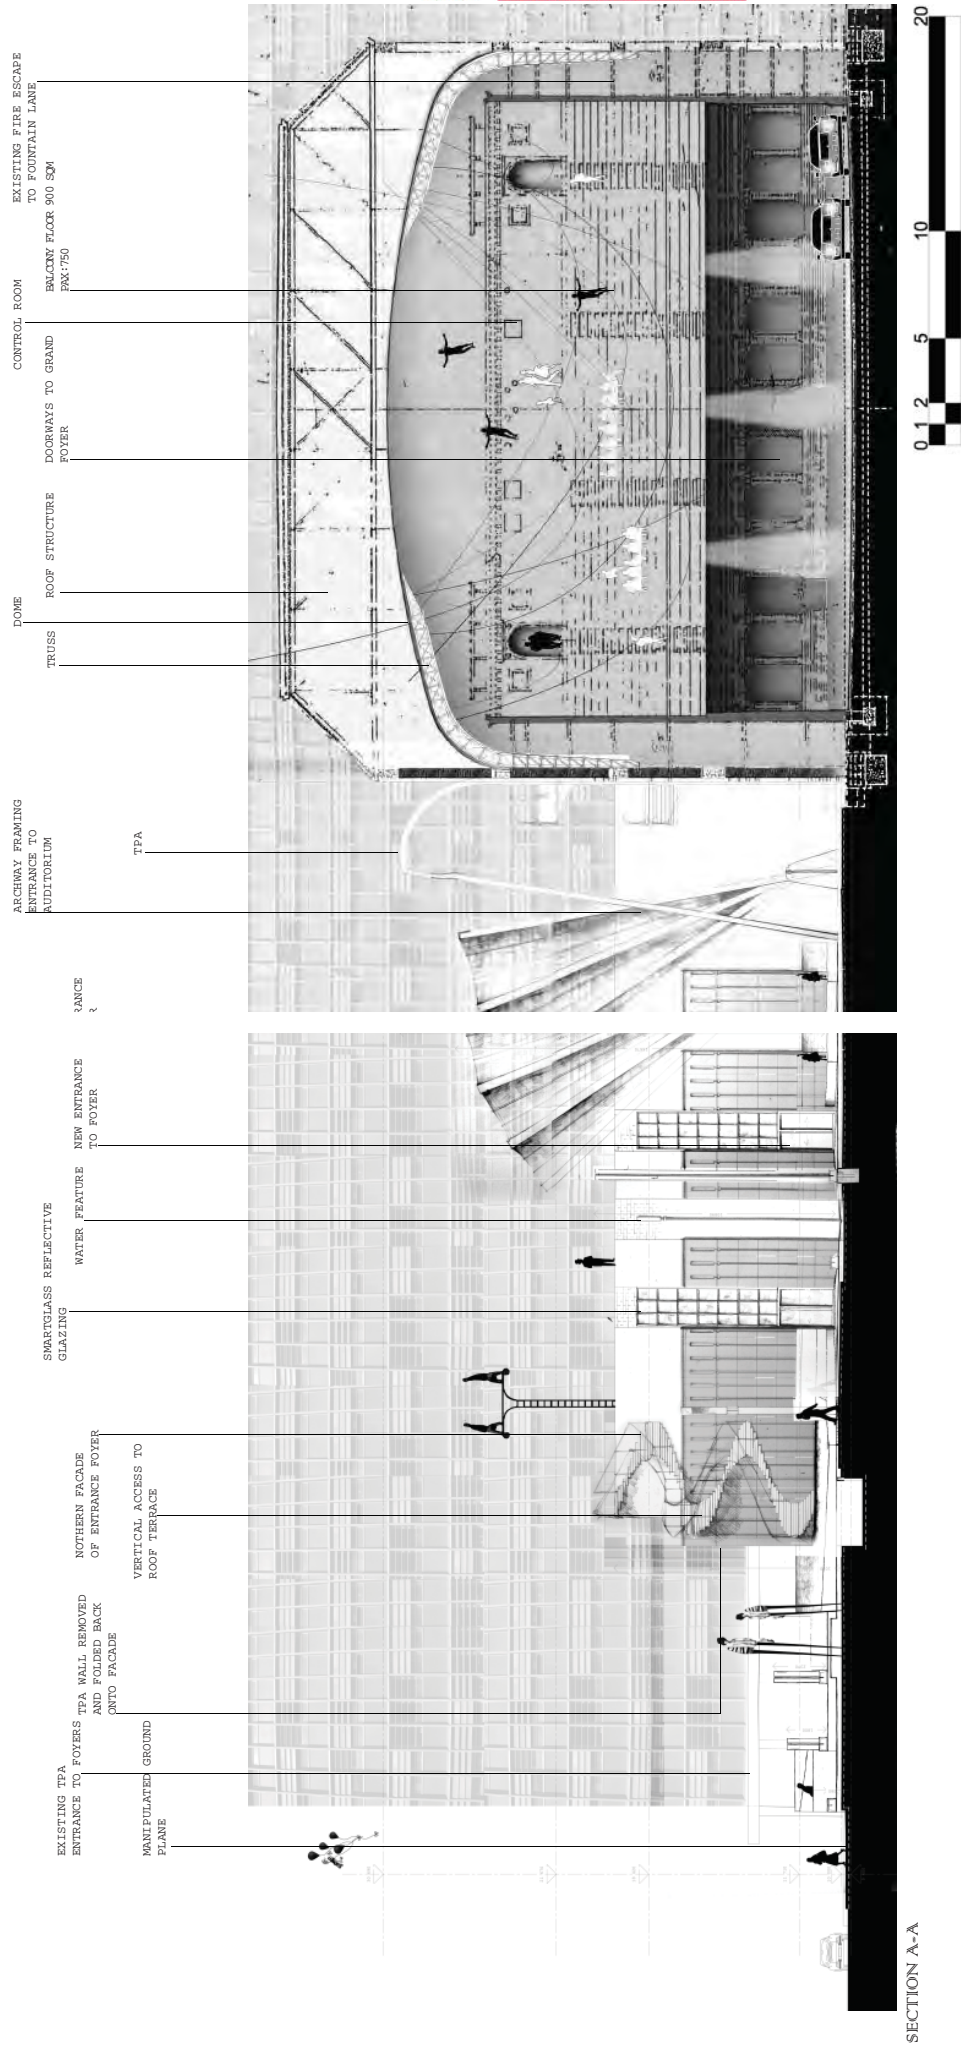 EXISTING TPA
ENTRANCE TO FOYERS
MANIPULATED GROUND
PLANE
TPA WALL REMOVED
AND FOLDED BACK
ONTO FACADE
NOTHERN FACADE
OF ENTRANCE FOYER
VERTICAL ACCESS TO
ROOF TERRACE
SMARTGLASS REFLECTIVE
GLAZING
WATER FEATURE
NEW ENTRANCE
TO FOYER
RANCE
R
ARCHWAY FRAMING
ENTRANCE TO
AUDITORIUM
TPA
TRUSS
DOME
ROOF STRUCTURE
DOORWAYS TO GRAND
FOYER
CONTROL ROOM
BALCONY FLOOR 900 SQM
PAX:750
EXISTING FIRE ESCAPE
TO FOUNTAIN LANE
SECTION A-A
0 1 2 5 10 20